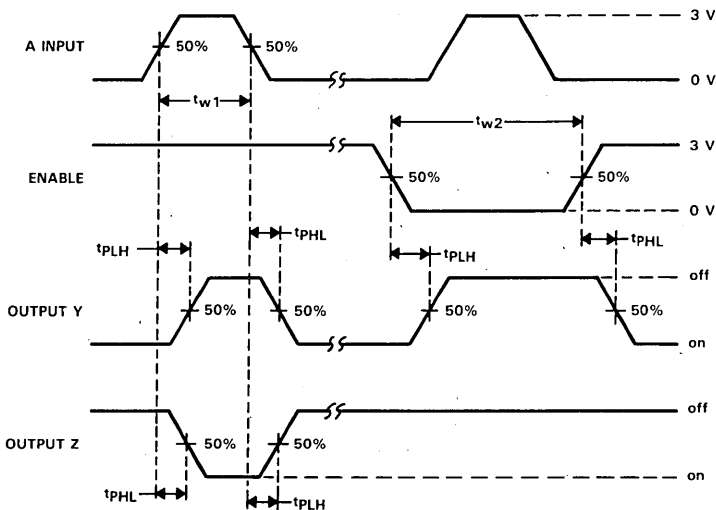 3 V
A INPUT
50%
50%
0 V
tw1
tw2
3 V
ENABLE
50%
50%
0 V
tPLH
tPHL
tPLH
tPHL
off
OUTPUT Y
50%
50%
50%
50%
on
off
OUTPUT Z
50%
50%
on
tPHL
tPLH